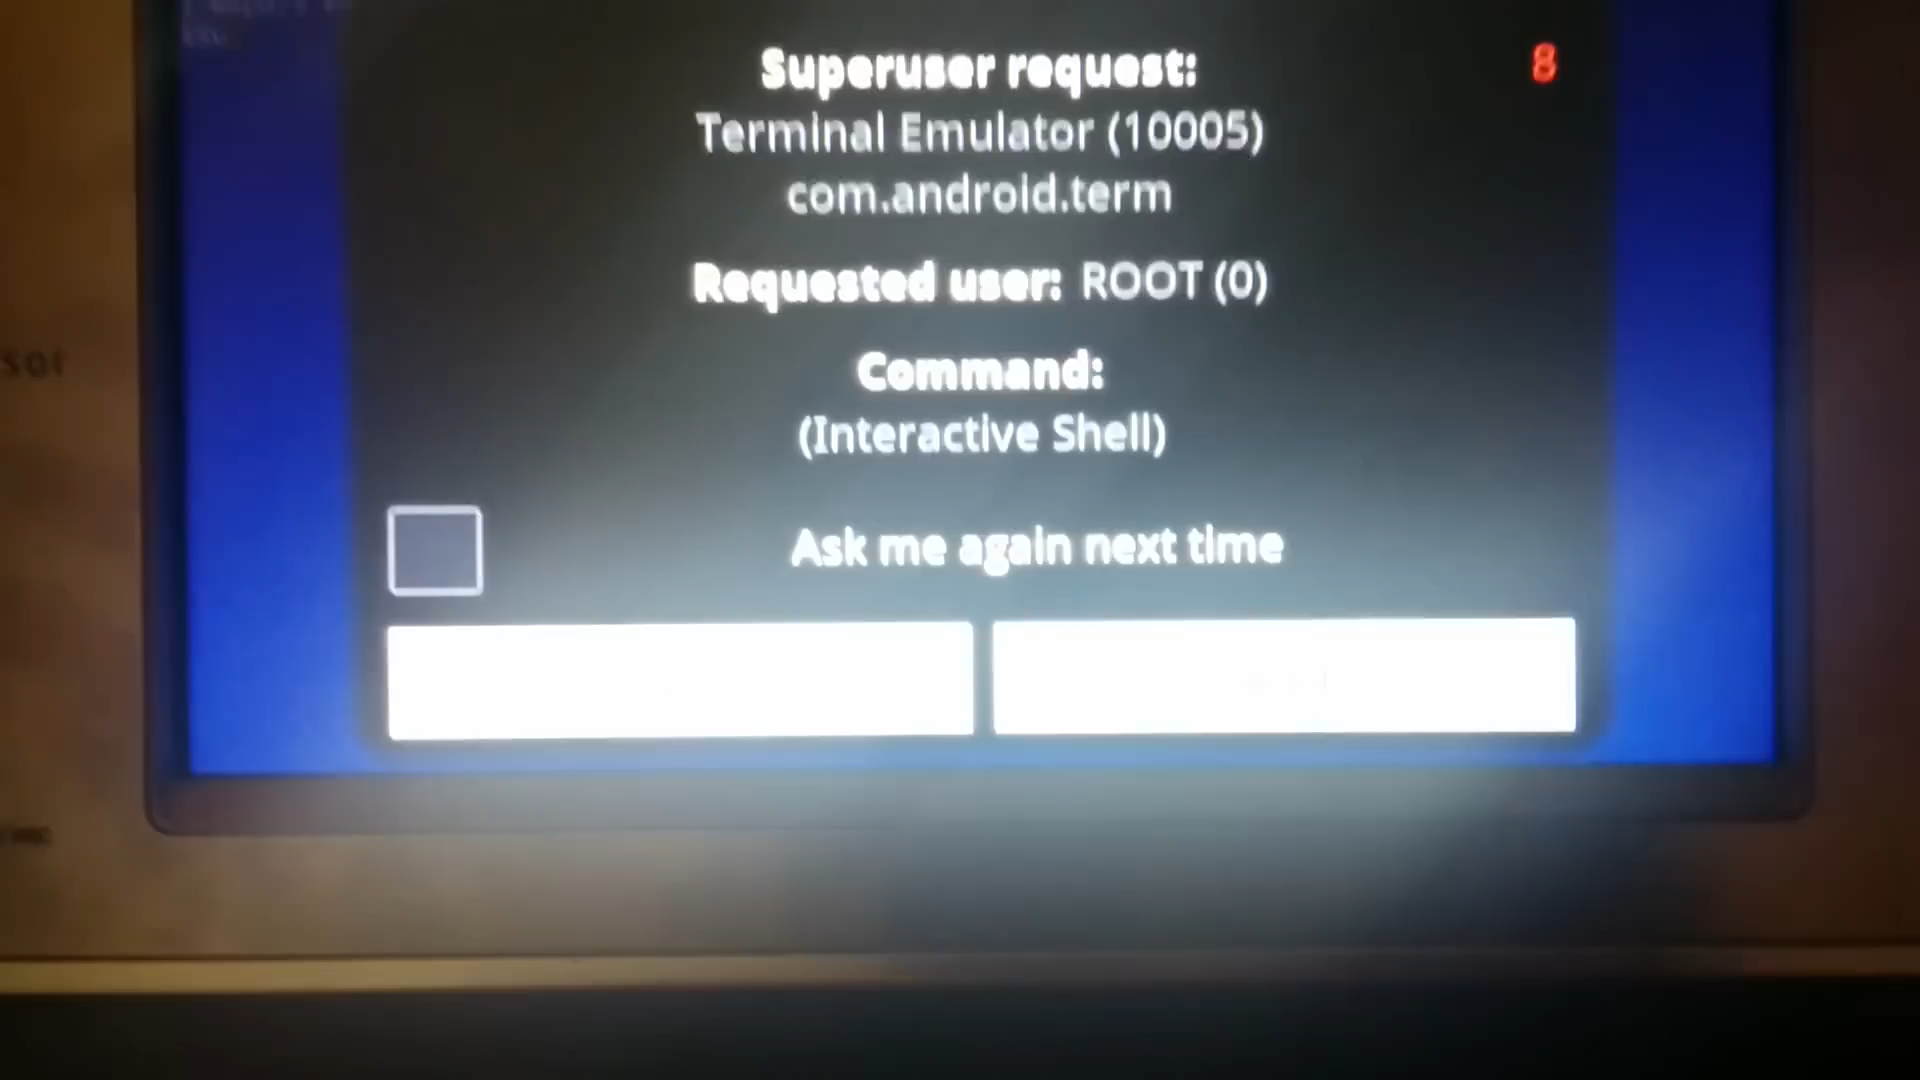 Superuser request:
8
Terminal Emulator (10005)
com.android.term
Requested user: ROOT (0)
Command:
(Interactive Shell)
Ask me again next time